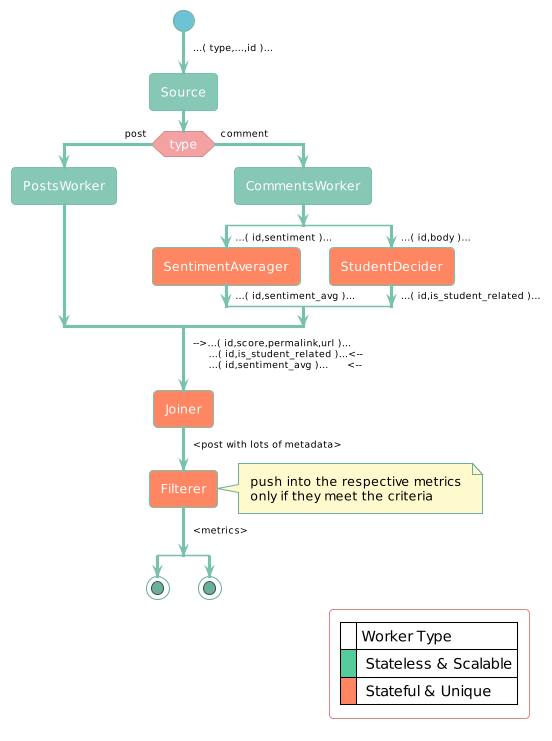 ...( type,...,id )...
Source
post
type
comment
PostsWorker
CommentsWorker
...( id,sentiment )...
...( id,body )...
SentimentAverager
StudentDecider
...( id,sentiment_avg )...
...( id,is_student_related )...
-->...( id,score,permalink,url )...
...( id,is_student_related )...<--
...( id,sentiment_avg )... <--
Joiner
<post with lots of metadata>
Filterer
push into the respective metrics
only if they meet the criteria
<metrics>
Worker Type
Stateless & Scalable
Stateful & Unique